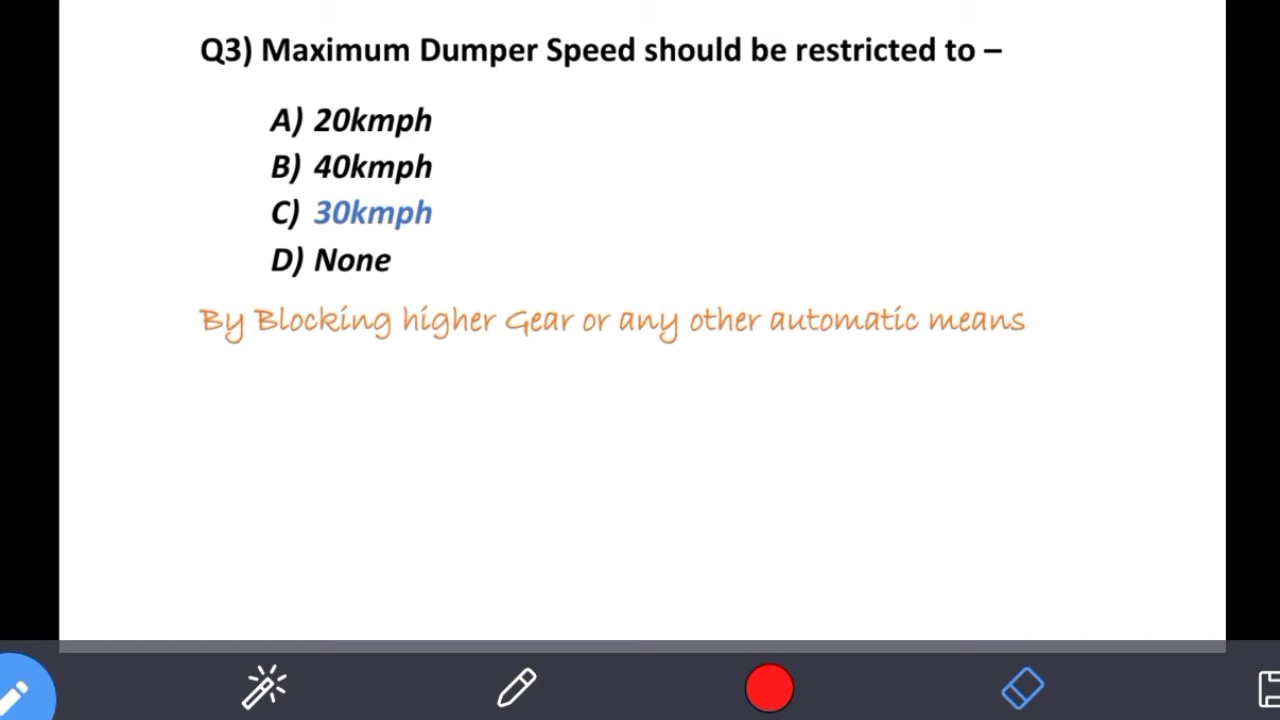 Q3) Maximum Dumper Speed should be restricted to –
A) 20kmph
B) 40kmph
C) 30kmph
D) None
By Blocking higher Gear or any other automatic means